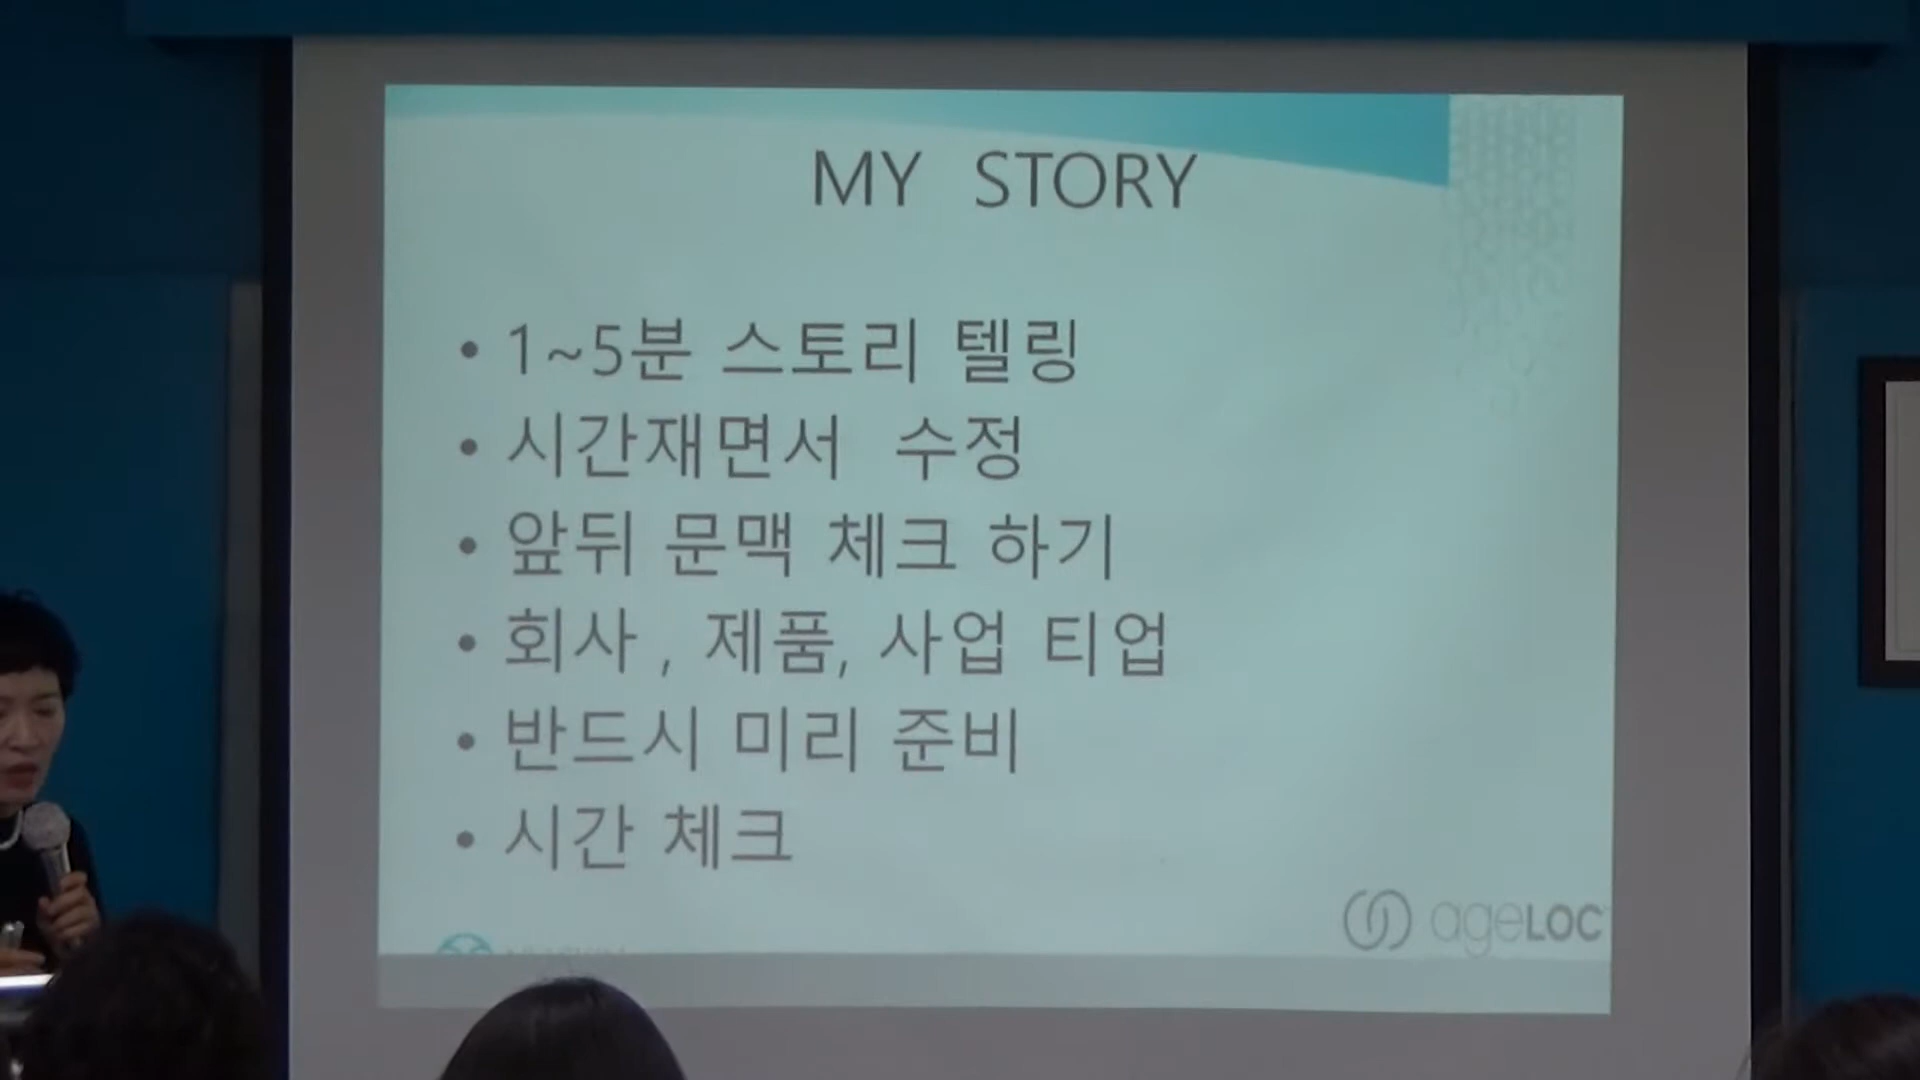 MY STORY
• 1~5분 스토리 텔링
• 시간재면서 수정
• 앞뒤 문맥 체크 하기
• 회사 , 제품, 사업 티업
• 반드시 미리 준비
• 시간 체크
ageLOC